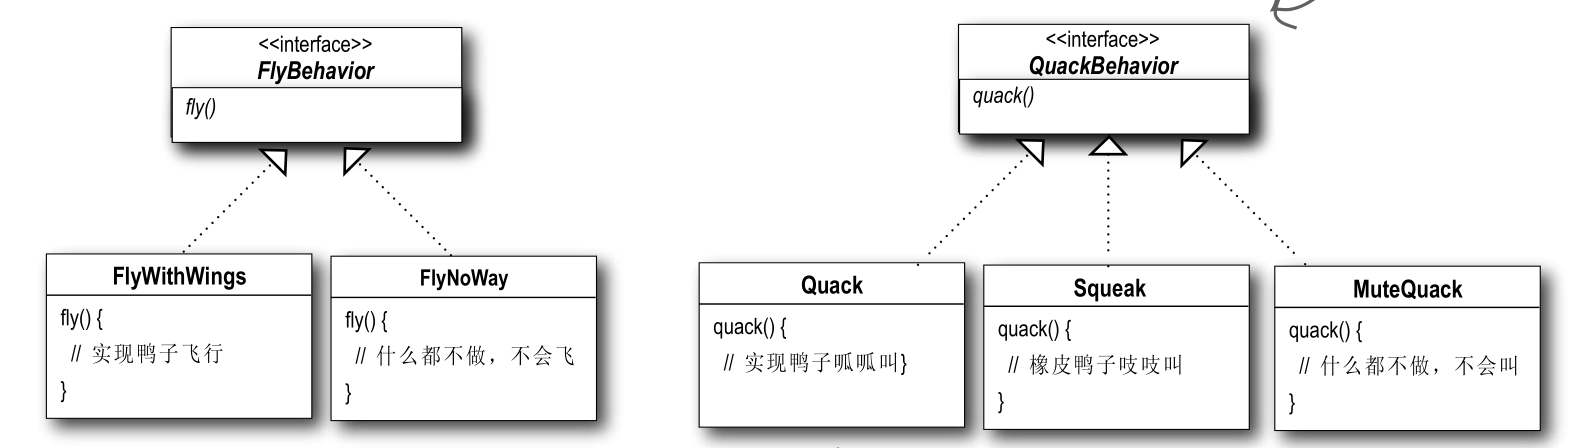 <<interface>>
FlyBehavior
fly()
<<interface>>
QuackBehavior
quack()
FlyWithWings
fly() {
// 实现鸭子飞行
}
FlyNoWay
fly() {
// 什么都不做，不会飞
}
Quack
quack() {
// 实现鸭子呱呱叫}
Squeak
quack() {
// 橡皮鸭子吱吱叫
}
MuteQuack
quack() {
// 什么都不做，不会叫
}